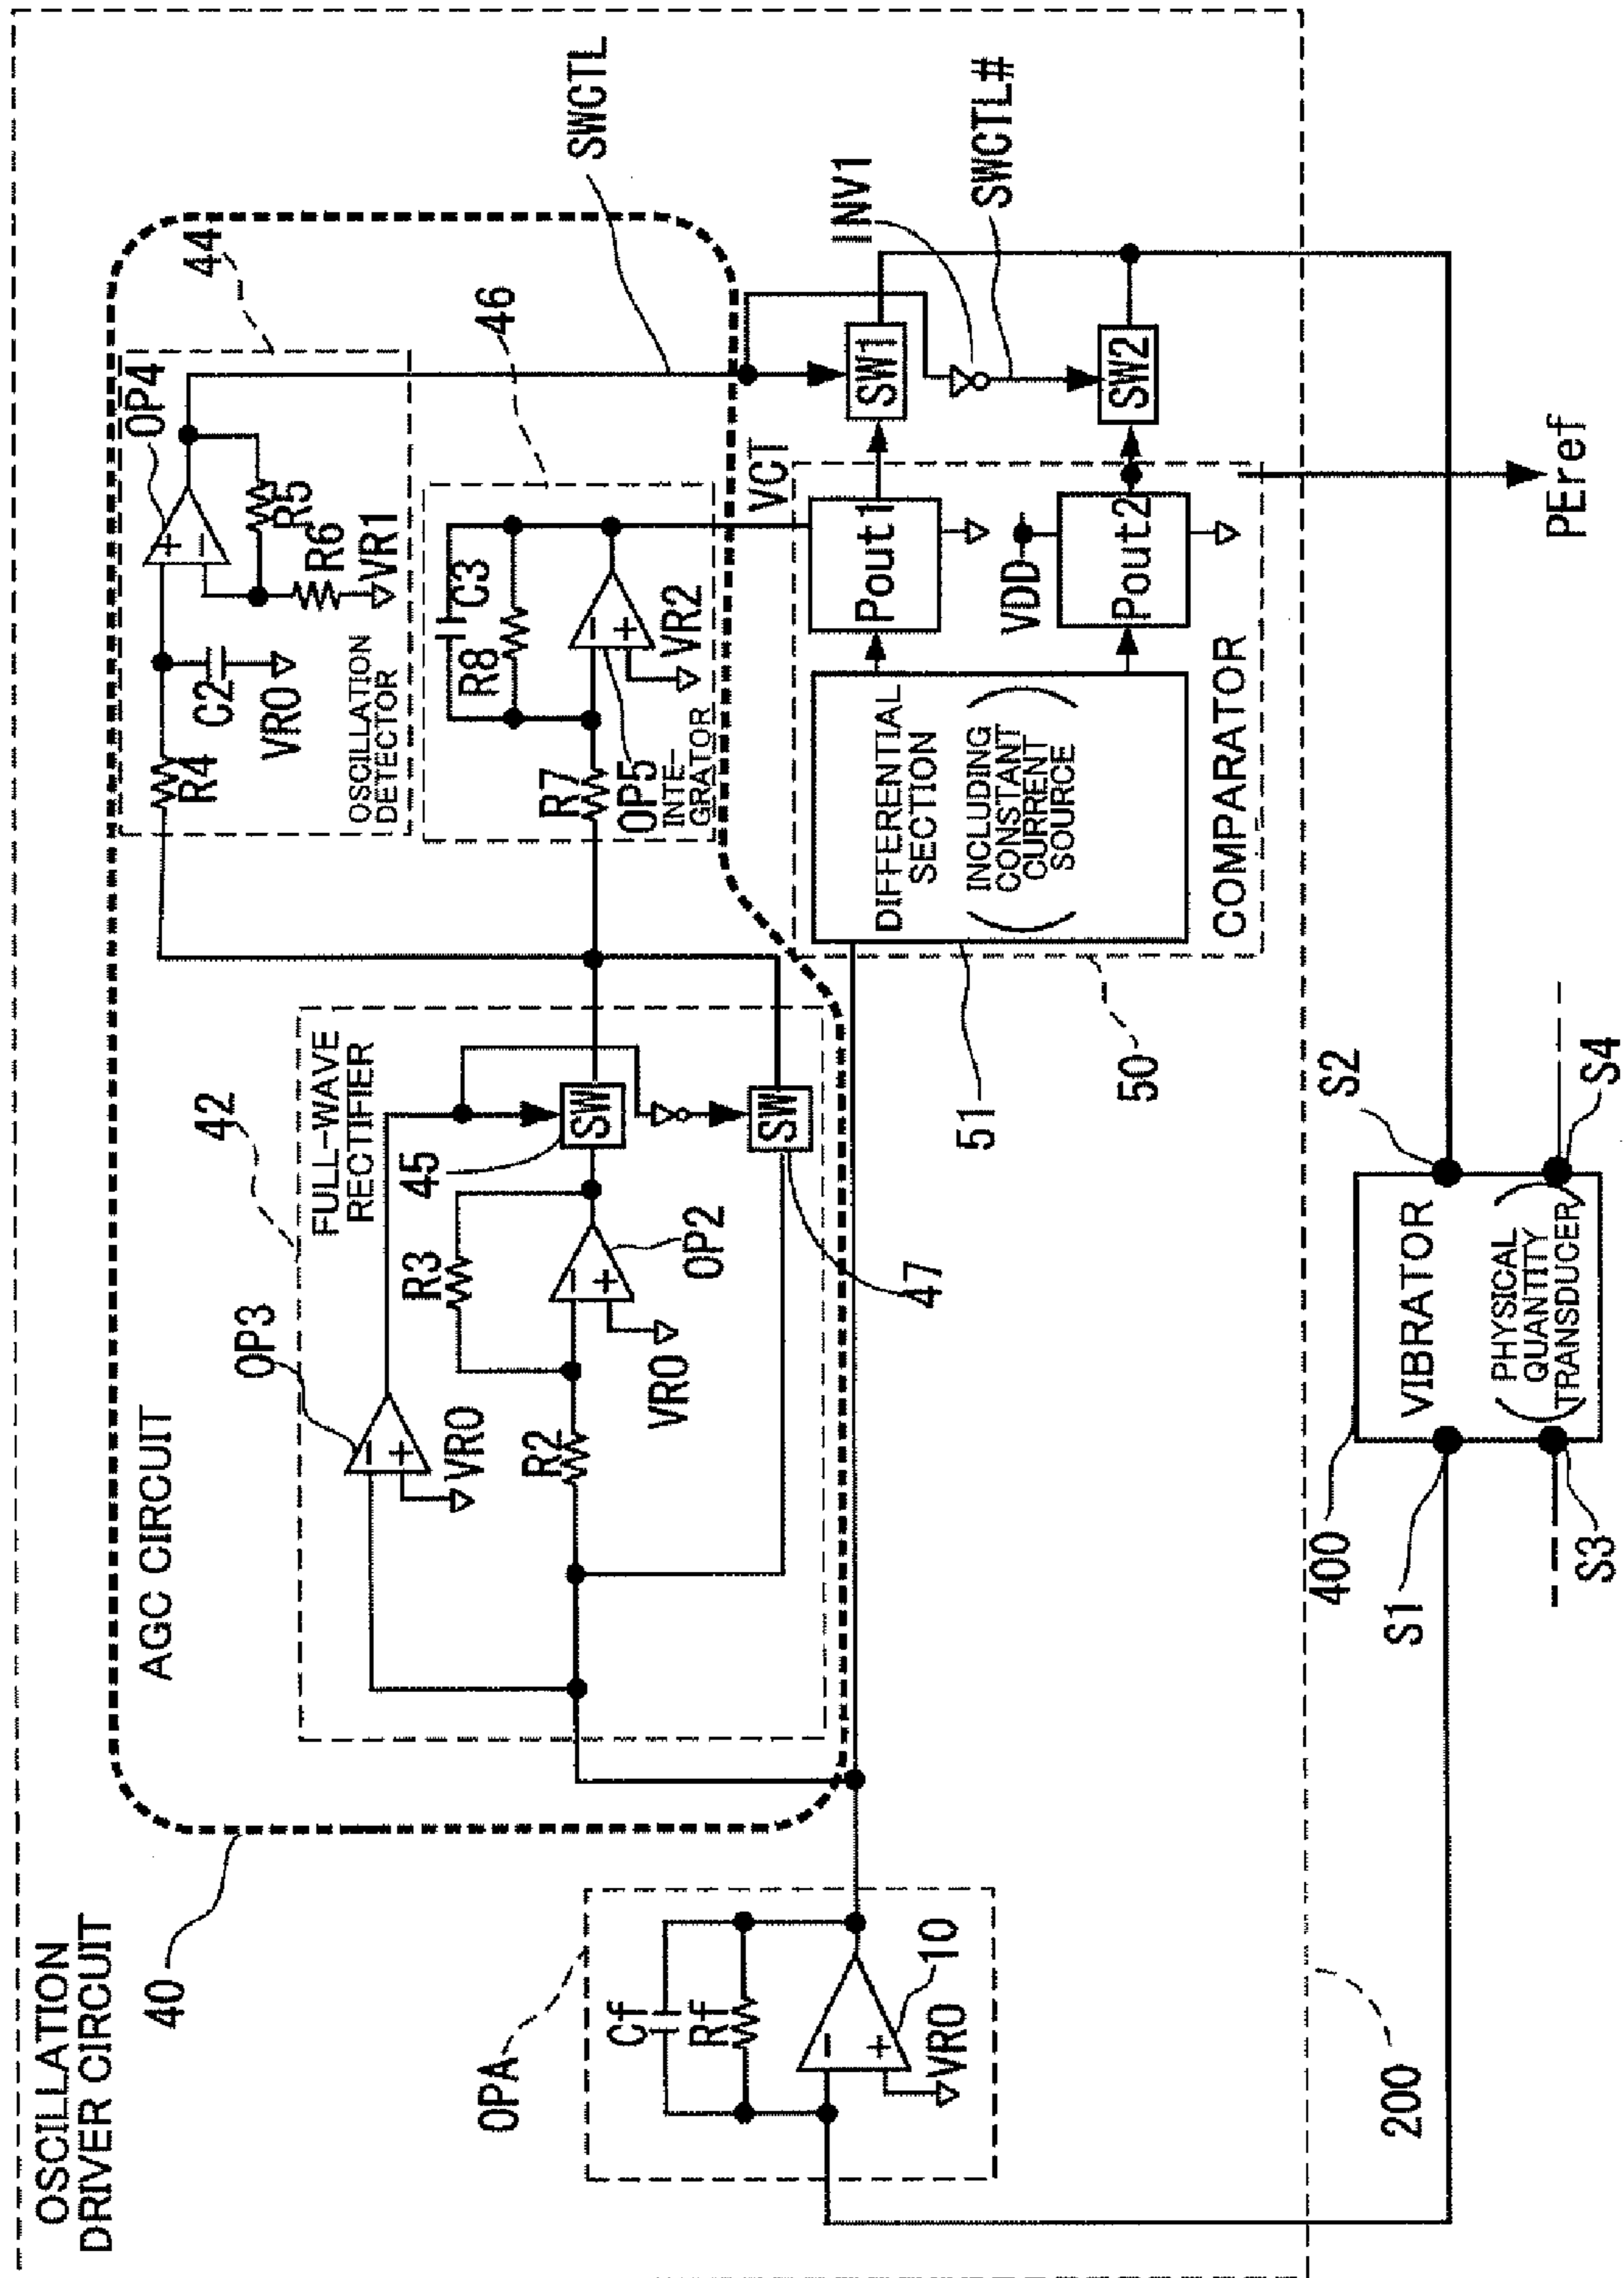 OSCILLATION
DRIVER CIRCUIT
40
AGC CIRCUIT
42
FULL-WAVE
RECTIFIER
OP3
VR0
R3
R2
OP2
VR0
45
SW
SW
47
44
OP4
R4
C2
VR0
R5
R6
VR1
OSCILLATION
DETECTOR
46
C3
R8
R7
OP5
VR2
INTE-
GRATOR
SWCTL
VCT
OPA
Cf
Rf
10
VR0
DIFFERENTIAL
SECTION
(INCLUDING
CONSTANT
CURRENT
SOURCE)
51
50
COMPARATOR
Pout1
VDD
Pout2
SW1
INV1
SWCTL#
SW2
PEref
200
400
S1
S2
VIBRATOR
(PHYSICAL
QUANTITY
TRANSDUCER)
S3
S4